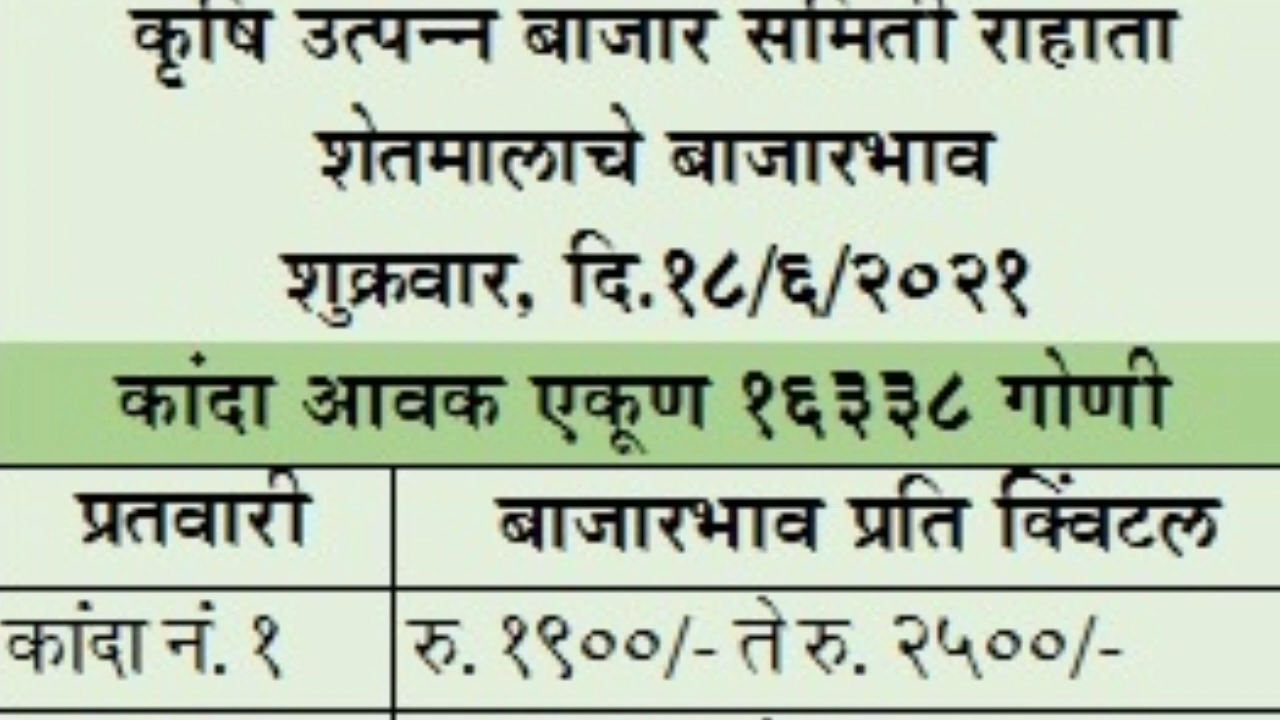 कृषि उत्पन्न बाजार समिती राहाता
शेतमालाचे बाजारभाव
शुक्रवार, दि.१८/६/२०२१
कांदा आवक एकूण १६३३८ गोणी
प्रतवारी बाजारभाव प्रति क्विंटल
कांदा नं. १ रु. १९००/- ते रु. २५००/-